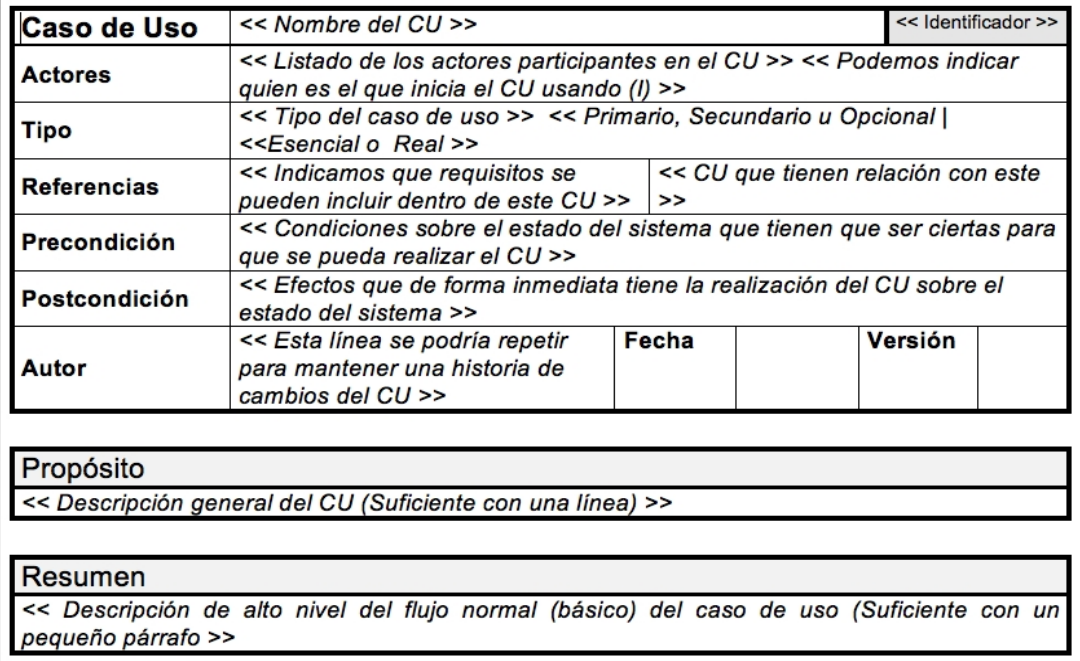 Caso de Uso << Nombre del CU >> << Identificador >>
Actores << Listado de los actores participantes en el CU >> << Podemos indicar
quien es el que inicia el CU usando (I) >>
Tipo << Tipo del caso de uso >> << Primario, Secundario u Opcional |
<<Esencial o Real >>
Referencias << Indicamos que requisitos se
pueden incluir dentro de este CU >> << CU que tienen relación con este
>>
Precondición << Condiciones sobre el estado del sistema que tienen que ser ciertas para
que se pueda realizar el CU >>
Postcondición << Efectos que de forma inmediata tiene la realización del CU sobre el
estado del sistema >>
Autor << Esta línea se podría repetir
para mantener una historia de
cambios del CU >> Fecha Versión
Propósito
<< Descripción general del CU (Suficiente con una línea) >>
Resumen
<< Descripción de alto nivel del flujo normal (básico) del caso de uso (Suficiente con un
pequeño párrafo >>